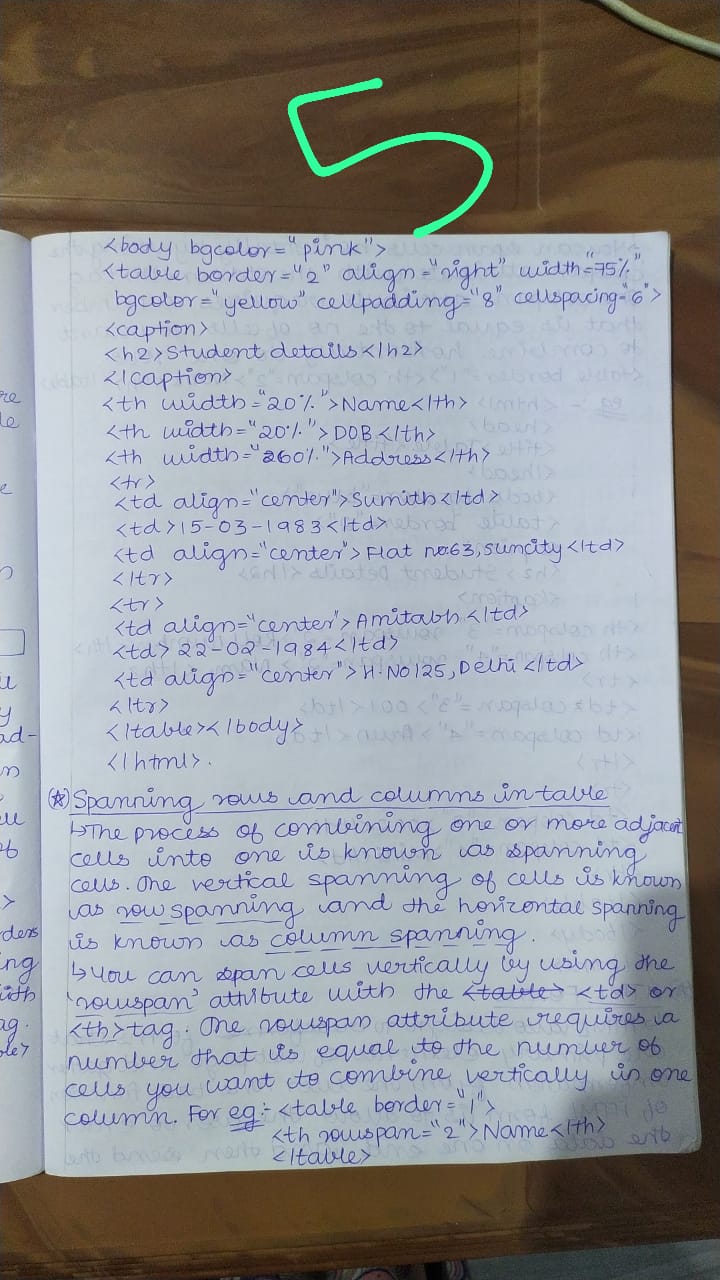 5
<body bgcolor="pink">
<table border="2" align="right" width="75%"
bgcolor="yellow" cellpadding="8" cellspacing="6">
<caption>
<h2>Student details</h2>
</caption>
<th width="20%">Name</th>
<th width="20%">DOB</th>
<th width="260%">Address</th>
<tr>
<td align="center">Sumith</td>
<td>15-03-1983</td>
<td align="center">Flat no63, suncity</td>
</tr>
<tr>
<td align="center">Amitabh</td>
<td>22-02-1984</td>
<td align="center">H.No125, Delhi</td>
</tr>
</table></body>
</html>.
Spanning rows and columns in table
↳The process of combining one or more adjacent
cells into one is known as spanning
cells. The vertical spanning of cells is known
as row spanning and the horizontal spanning
is known as column spanning.
↳You can span cells vertically by using the
'rowspan' attribute with the <table> <td> or
<th> tag. The rowspan attribute requires a
number that is equal to the number of
cells you want to combine vertically in one
column. For eg:- <table border="1">
<th rowspan="2">Name</th>
</table>